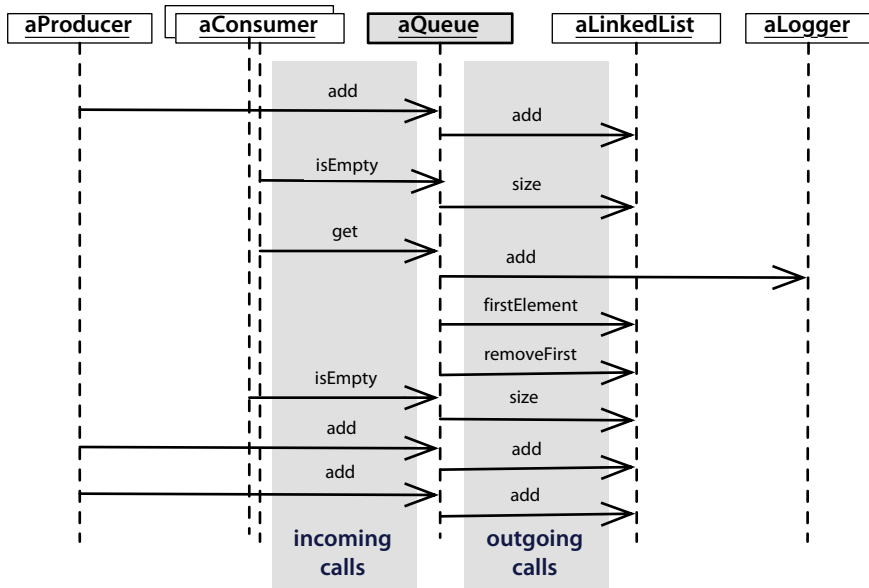 aProducer
aConsumer
aQueue
aLinkedList
aLogger
add
add
isEmpty
size
get
add
firstElement
removeFirst
isEmpty
size
add
add
add
add
incoming
calls
outgoing
calls